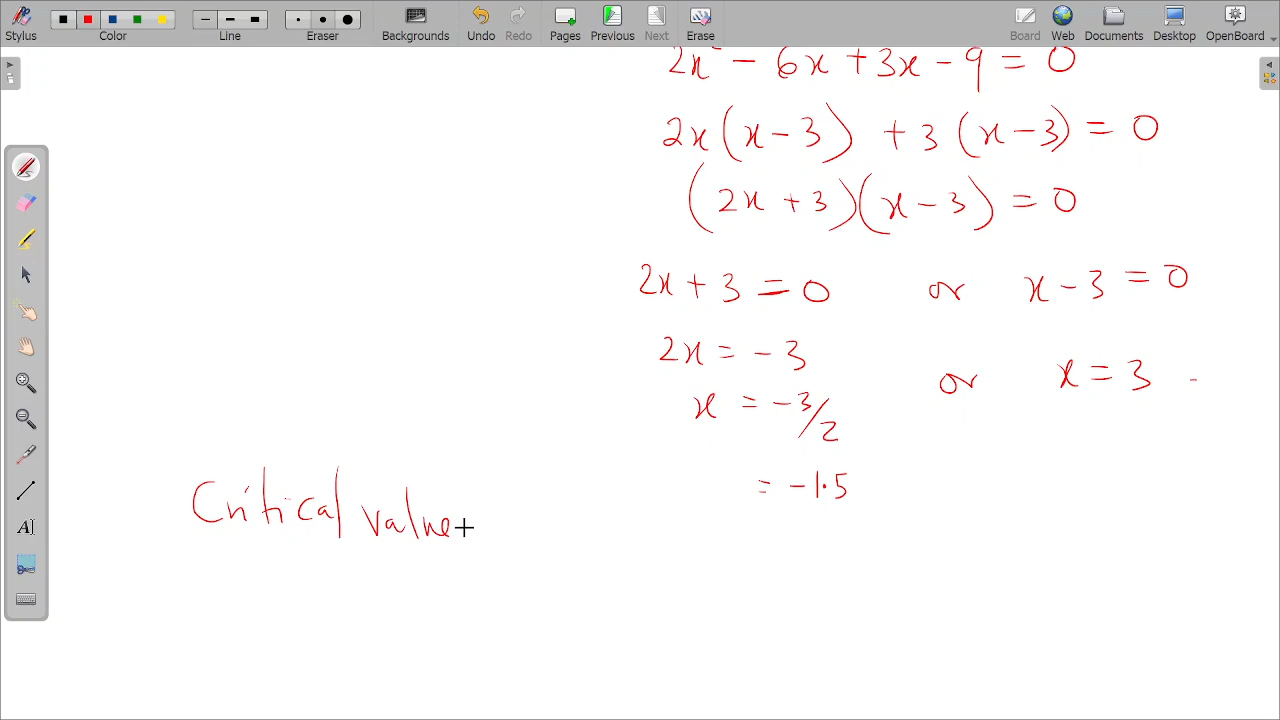 Stylus Color Line Eraser Backgrounds Undo Redo Pages Previous Next Erase Board Web Documents Desktop OpenBoard
2x² - 6x + 3x - 9 = 0
2x(x-3) + 3(x-3) = 0
(2x+3)(x-3) = 0
2x + 3 = 0 or x - 3 = 0
2x = -3
x = -3/2 or x = 3
= -1.5
Critical value